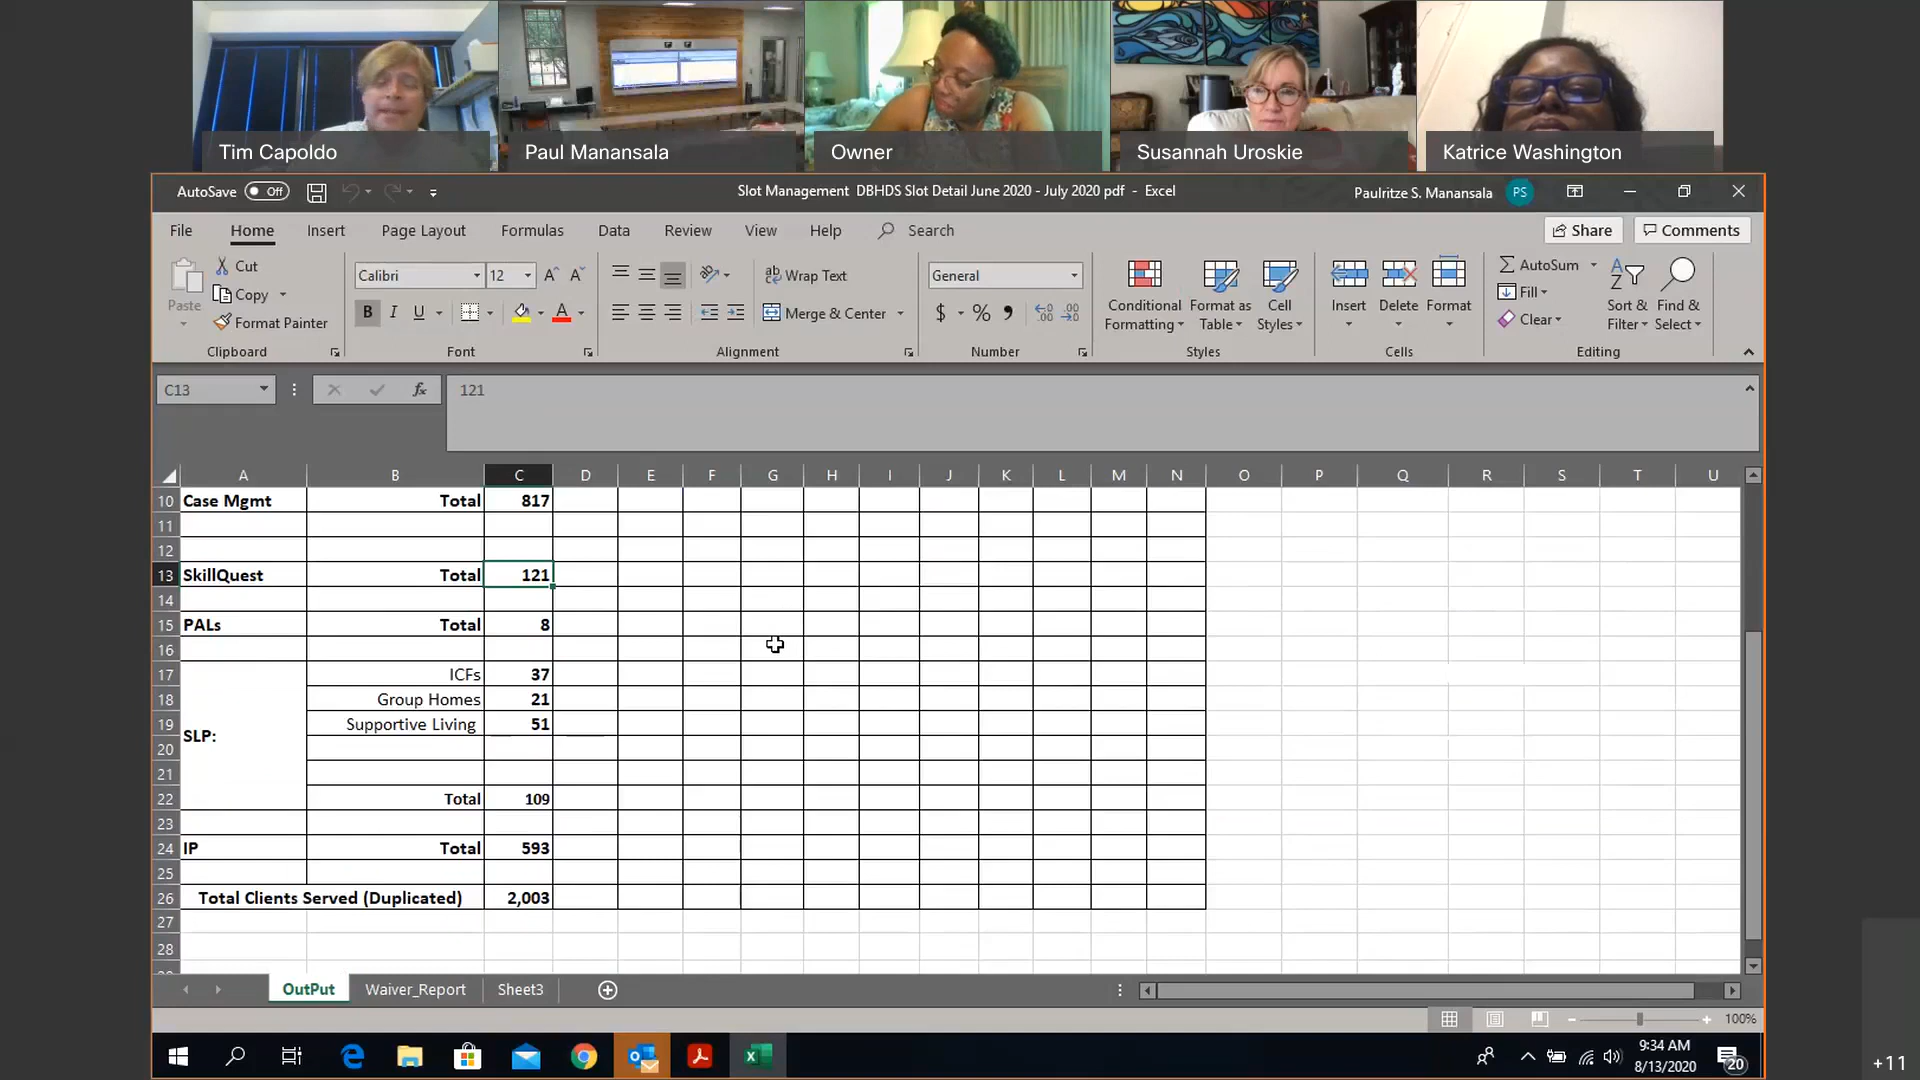 Tim Capoldo
Paul Manansala
Owner
Susannah Uroskie
Katrice Washington
AutoSave Off
Slot Management DBHDS Slot Detail June 2020 - July 2020 pdf - Excel
Paulritze S. Manansala PS
File Home Insert Page Layout Formulas Data Review View Help Search Share Comments
Paste
Cut
Copy
Format Painter
Calibri 12
B I U
ab Wrap Text
Merge & Center
General
$ % ,
Conditional Formatting
Format as Table
Cell Styles
Insert
Delete
Format
AutoSum
Fill
Clear
Sort & Filter
Find & Select
Clipboard Font Alignment Number Styles Cells Editing
C13 fx 121
A B C D E F G H I J K L M N O P Q R S T U
10 Case Mgmt Total 817
11
12
13 SkillQuest Total 121
14
15 PALs Total 8
16
17 ICFs 37
18 Group Homes 21
19 Supportive Living 51
SLP:
20
21
22 Total 109
23
24 IP Total 593
25
26 Total Clients Served (Duplicated) 2,003
27
28
OutPut Waiver_Report Sheet3
100%
9:34 AM
8/13/2020
20
+11